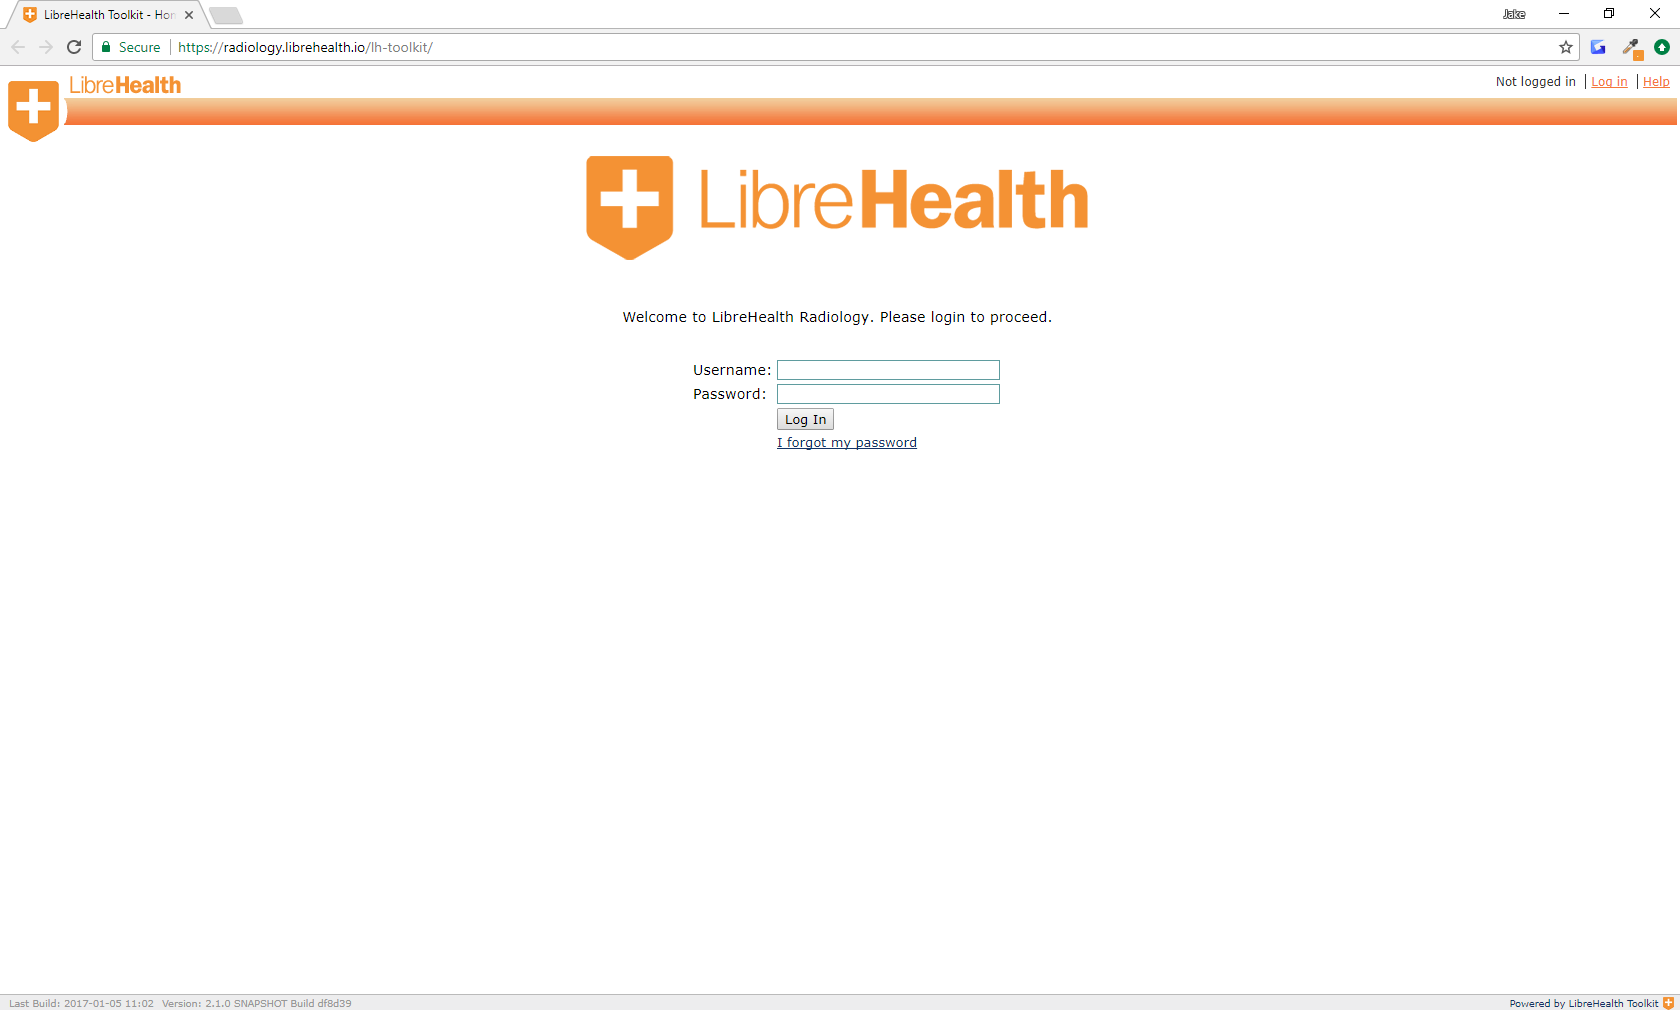 LibreHealth Toolkit - Hom
Jake
Secure
https://radiology.librehealth.io/lh-toolkit/
LibreHealth
Not logged in
Log in
Help
LibreHealth
Welcome to LibreHealth Radiology. Please login to proceed.
Username:
Password:
Log In
I forgot my password
Last Build: 2017-01-05 11:02 Version: 2.1.0 SNAPSHOT Build df8d39
Powered by LibreHealth Toolkit